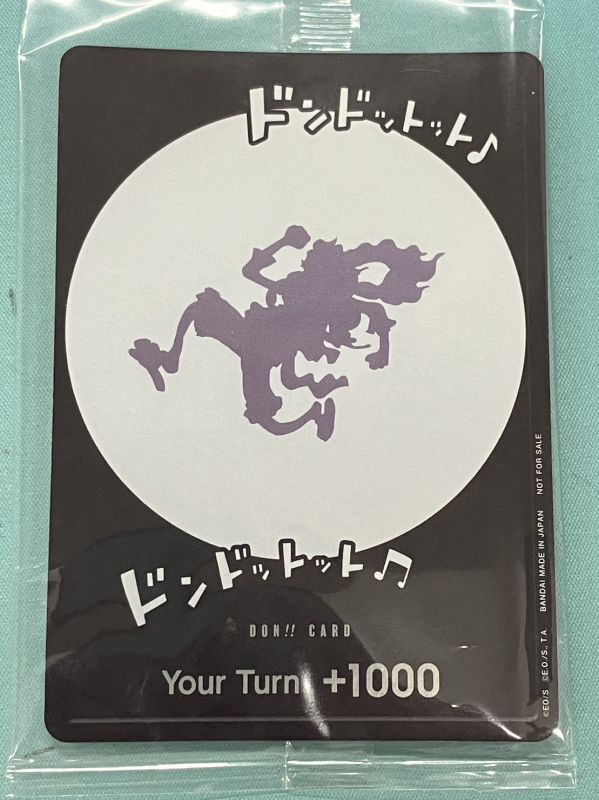 ドンドットット♪
ドンドットット♫
DON!! CARD
Your Turn +1000
©EO/S ©E.O./S., T.A. BANDAI MADE IN JAPAN NOT FOR SALE